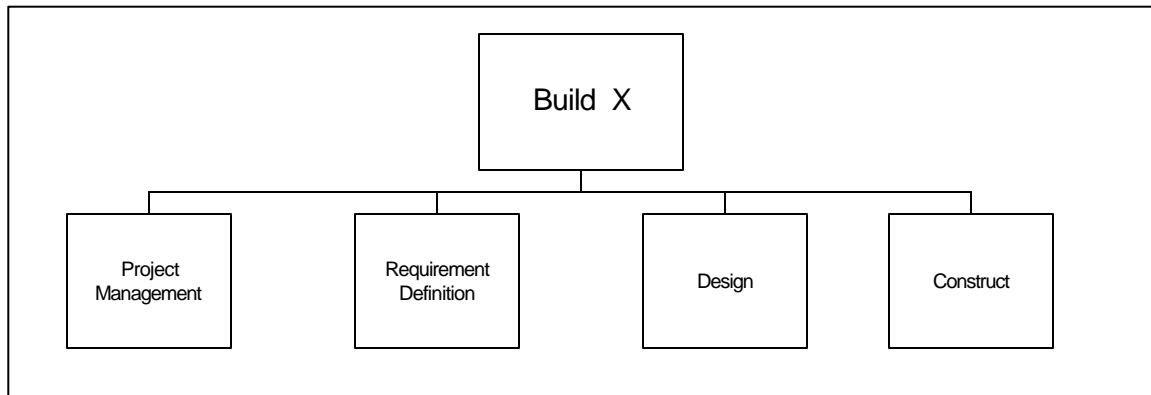 Build X
Project
Management
Requirement
Definition
Design
Construct